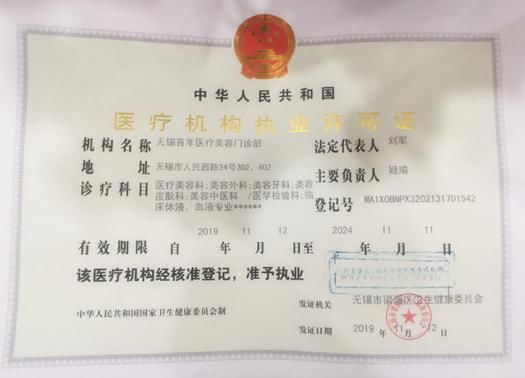 中华人民共和国
医疗机构执业许可证
机构名称 无锡百年医疗美容门诊部 法定代表人 刘军
地 址 无锡市人民西路24号302、402 主要负责人 姬瑜
诊疗科目 医疗美容科;美容外科;美容牙科;美容
皮肤科;美容中医科 /医学检验科;临
床体液、血液专业******
登记号 MA1X0BNPX32021317D1542
有效期限 自 2019 年 11 月 12 日至 2024 年 11 月 11 日
该医疗机构经核准登记，准予执业
发证机关 无锡市梁溪区卫生健康委员会
中华人民共和国国家卫生健康委员会制
发证日期 2019 年 11 月 12 日